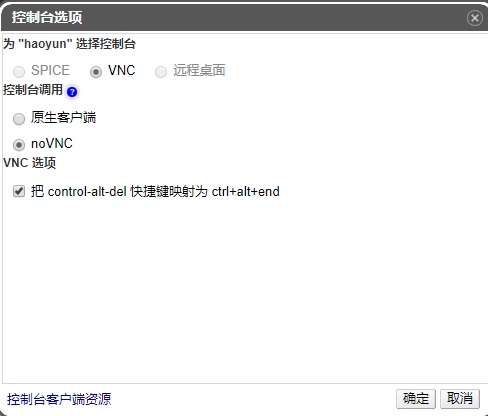 控制台选项
为 "haoyun" 选择控制台
SPICE VNC 远程桌面
控制台调用 ?
原生客户端
noVNC
VNC 选项
把 control-alt-del 快捷键映射为 ctrl+alt+end
控制台客户端资源 确定 取消